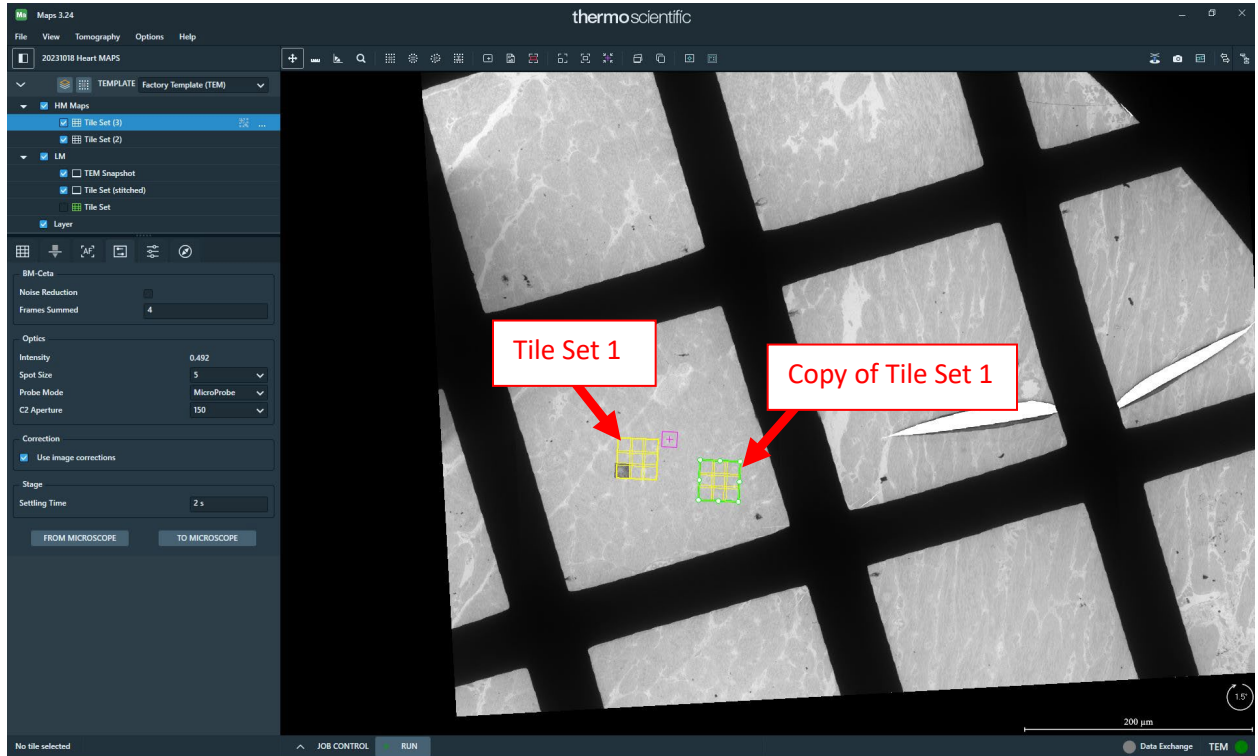 Ma Maps 3.24
thermo scientific
File View Tomography Options Help
20231018 Heart MAPS
TEMPLATE Factory Template (TEM)
HM Maps
Tile Set (3) ...
Tile Set (2)
LM
TEM Snapshot
Tile Set (stitched)
Tile Set
Layer
AF
BM-Ceta
Noise Reduction
Frames Summed 4
Optics
Intensity 0.492
Spot Size 5
Probe Mode MicroProbe
C2 Aperture 150
Correction
Use image corrections
Stage
Settling Time 2 s
FROM MICROSCOPE TO MICROSCOPE
Tile Set 1
Copy of Tile Set 1
1.5°
200 µm
No tile selected
JOB CONTROL RUN
Data Exchange TEM